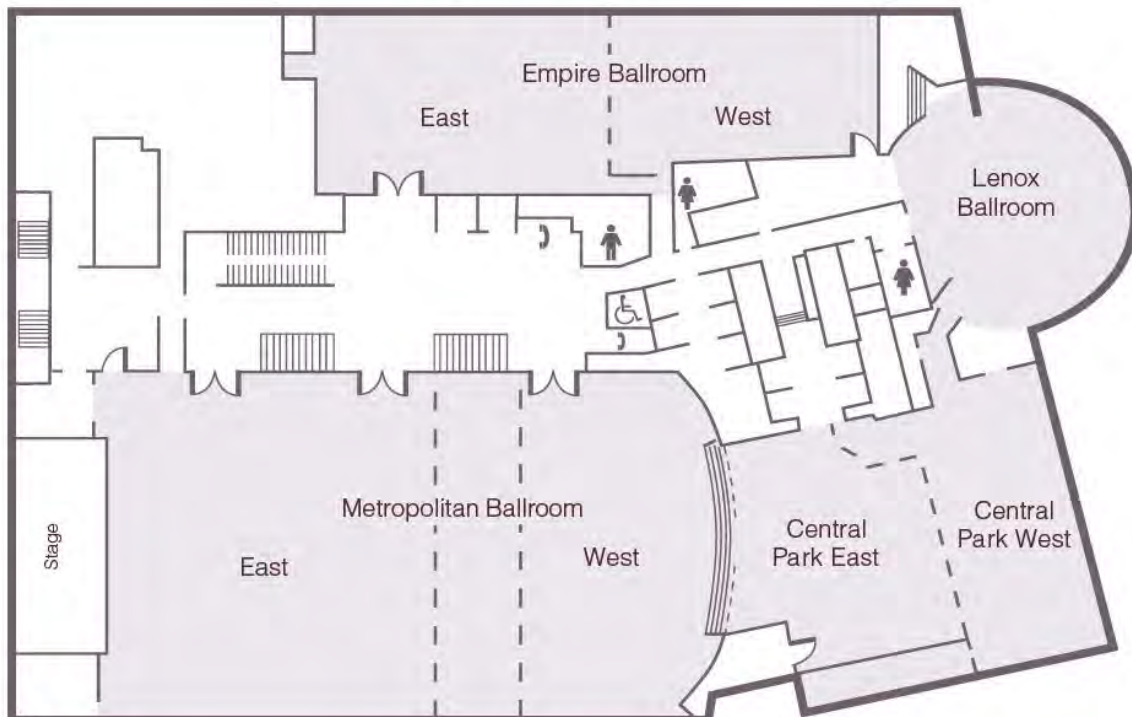 Empire Ballroom
East
West
Lenox
Ballroom
Metropolitan Ballroom
East
West
Stage
Central
Park East
Central
Park West